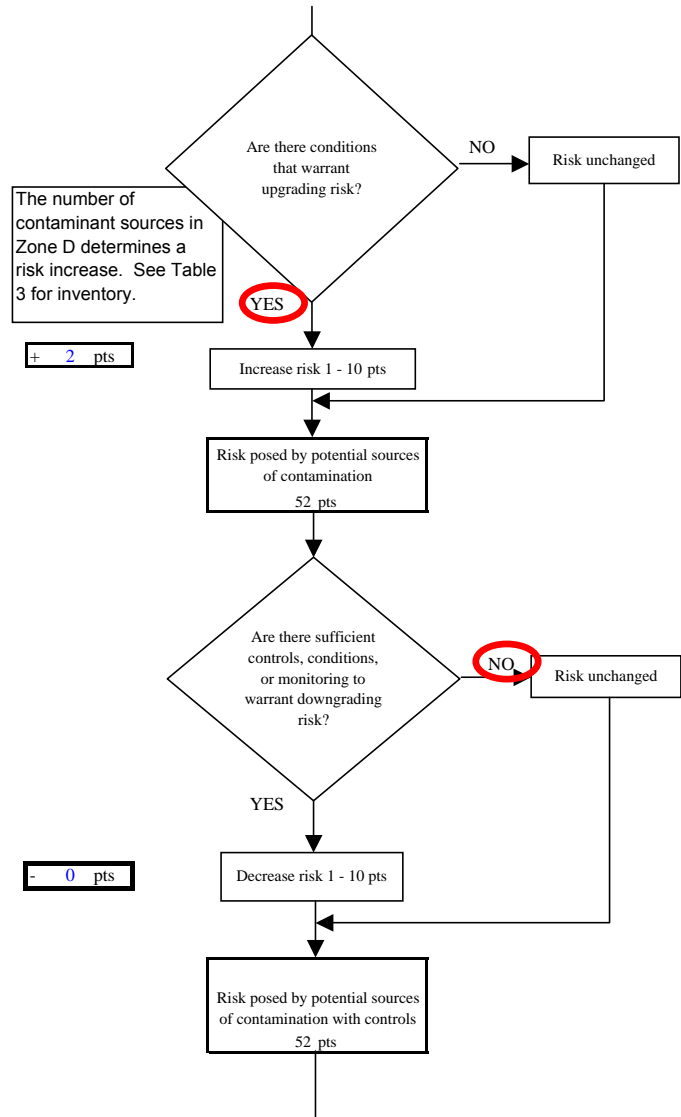 Are there conditions
that warrant
upgrading risk?
NO
Risk unchanged
The number of
contaminant sources in
Zone D determines a
risk increase.  See Table
3 for inventory.
YES
+ 2 pts
Increase risk 1 - 10 pts
Risk posed by potential sources
of contamination
52 pts
Are there sufficient
controls, conditions,
or monitoring to
warrant downgrading
risk?
NO
Risk unchanged
YES
- 0 pts
Decrease risk 1 - 10 pts
Risk posed by potential sources
of contamination with controls
52 pts